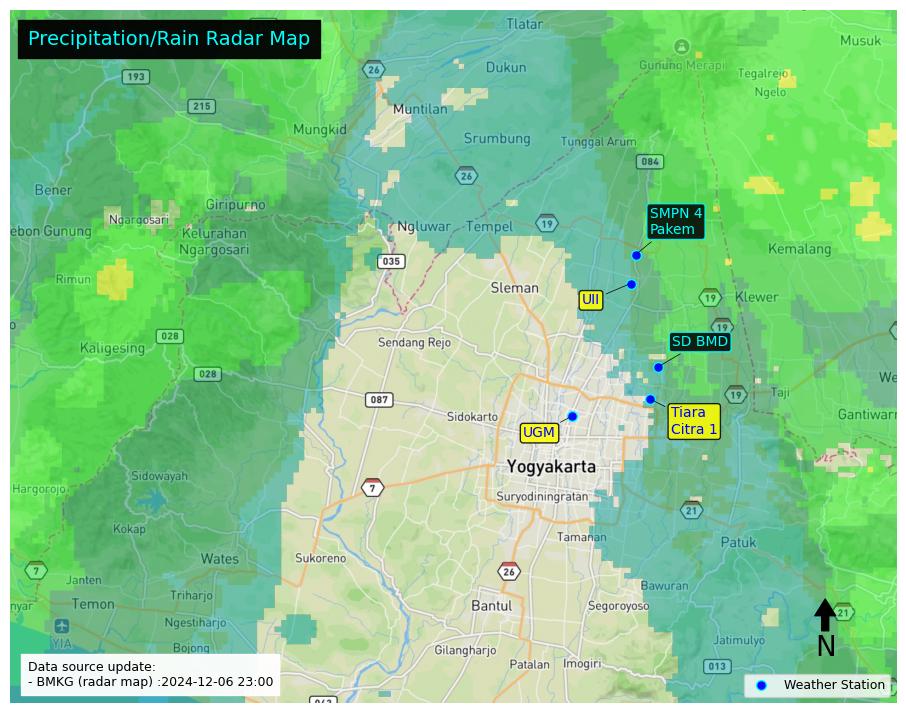 Precipitation/Rain Radar Map
Tlatar
Musuk
Gunung Merapi
26
193
Dukun
Tegalrejo
Ngelo
215
Muntilan
Mungkid
Srumbung
Tunggal Arum
084
26
Bener
Giripurno
SMPN 4
Pakem
Ngargosari
ebon Gunung
Kelurahan
Ngargosari
Ngluwar
Tempel
19
Kemalang
035
Rimun
UII
Sleman
19
Klewer
028
Sendang Rejo
19
SD BMD
Kaligesing
028
087
19
Taji
We
Sidokarto
UGM
Tiara
Citra 1
Gantiwarn
Yogyakarta
Sidowayah
7
Suryodiningratan
Hargorojo
21
Kokap
Tamanan
Patuk
Wates
Sukoreno
7
26
Janten
Bawuran
nyar
Temon
Triharjo
Bantul
Segoroyoso
21
Ngestiharjo
YIA
Jatimulyo
N
Bojong
Gilangharjo
Patalan
Imogiri
013
Data source update:
- BMKG (radar map) :2024-12-06 23:00
Weather Station